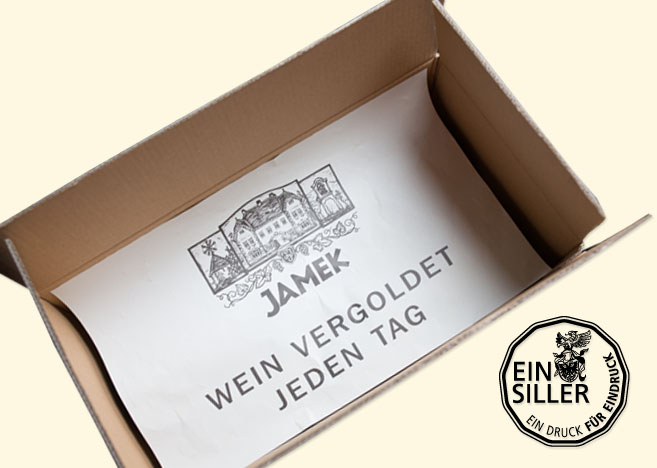 JAMEK
WEIN VERGOLDET
JEDEN TAG
EIN
SILLER
EIN DRUCK FÜR EINDRUCK